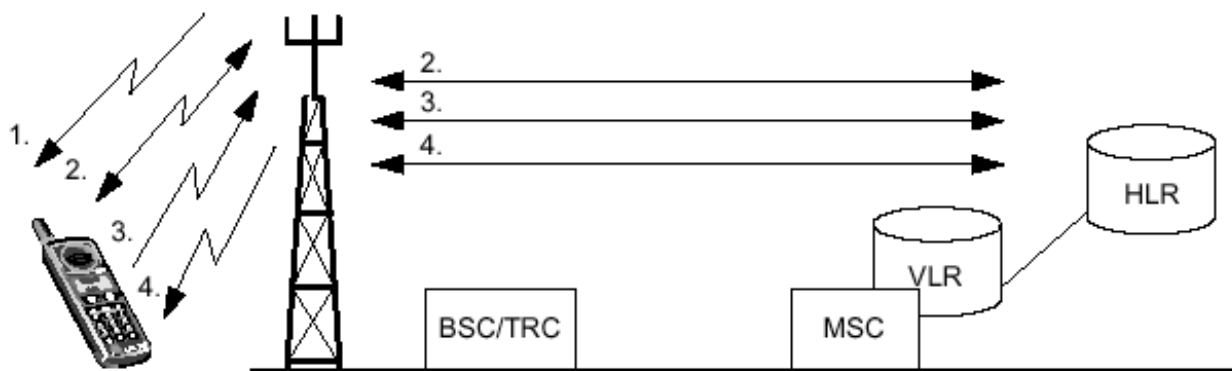 1.
2.
3.
4.
2.
3.
4.
BSC/TRC
MSC
VLR
HLR